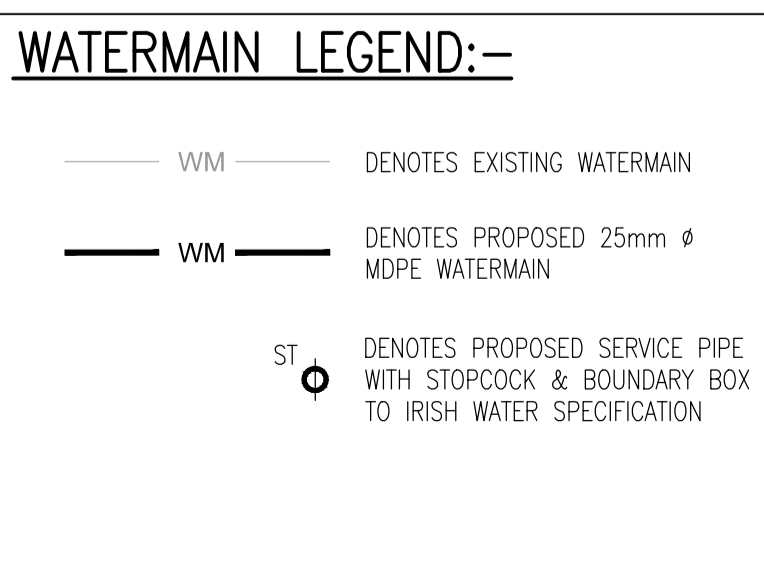 WATERMAIN LEGEND:-
WM DENOTES EXISTING WATERMAIN
WM DENOTES PROPOSED 25mm ø
MDPE WATERMAIN
ST DENOTES PROPOSED SERVICE PIPE
WITH STOPCOCK & BOUNDARY BOX
TO IRISH WATER SPECIFICATION